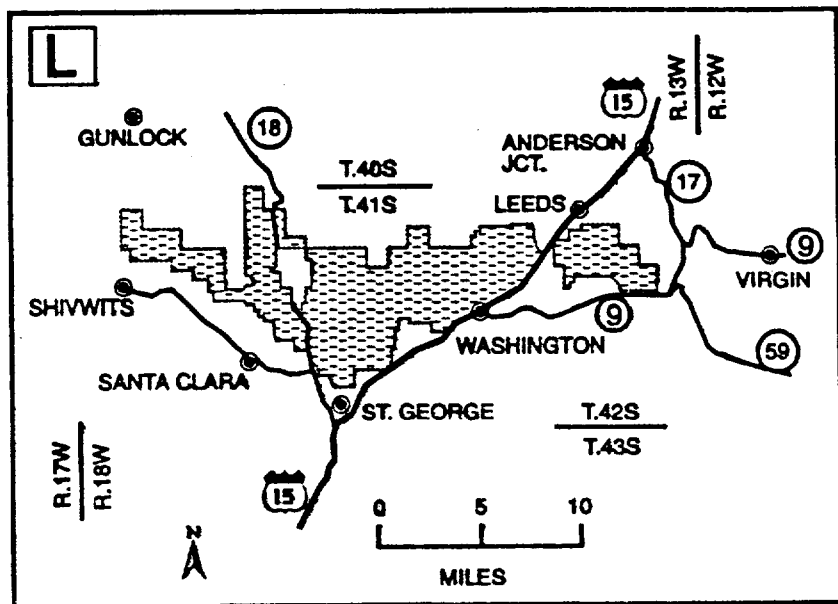 L
GUNLOCK
18
T.40S
T.41S
15
R.13W
R.12W
ANDERSON
JCT.
17
LEEDS
9
VIRGIN
SHIVWITS
9
WASHINGTON
59
SANTA CLARA
ST. GEORGE
T.42S
T.43S
R.17W
R.18W
15
N
0 5 10
MILES